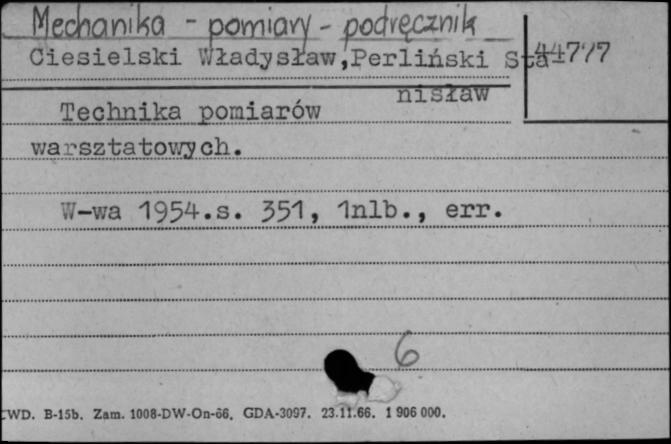 Mechanika - pomiary - podręcznik
Ciesielski Władysław, Perliński Sta
44777
nisław
Technika pomiarów
warsztatowych.
W-wa 1954.s. 351, 1nlb., err.
6
CWD. B-15b. Zam. 1008-DW-On-66. GDA-3097. 23.11.66. 1 906 000.